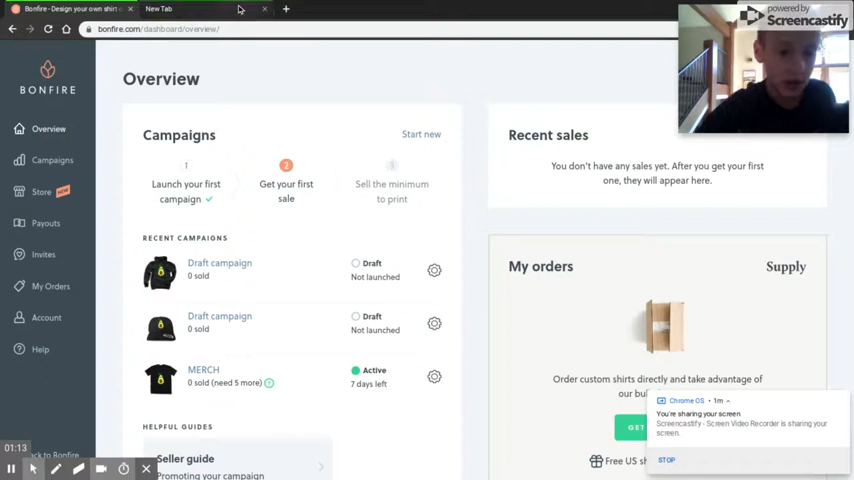 Bonfire - Design your own shirt
New Tab
powered by
Screencastify
bonfire.com/dashboard/overview/
BONFIRE
Overview
Campaigns
Store NEW
Payouts
Invites
My Orders
Account
Help
Back to Bonfire
01:13
Overview
Campaigns
Start new
1
2
3
Launch your first
campaign
Get your first
sale
Sell the minimum
to print
RECENT CAMPAIGNS
Draft campaign
0 sold
Draft
Not launched
Draft campaign
0 sold
Draft
Not launched
MERCH
0 sold (need 5 more)
Active
7 days left
HELPFUL GUIDES
Seller guide
Promoting your campaign
Recent sales
You don't have any sales yet. After you get your first
one, they will appear here.
My orders
Supply
Order custom shirts directly and take advantage of
our bul
GET
Free US sh
Chrome OS • 1m
You're sharing your screen
Screencastify - Screen Video Recorder is sharing your
screen.
STOP